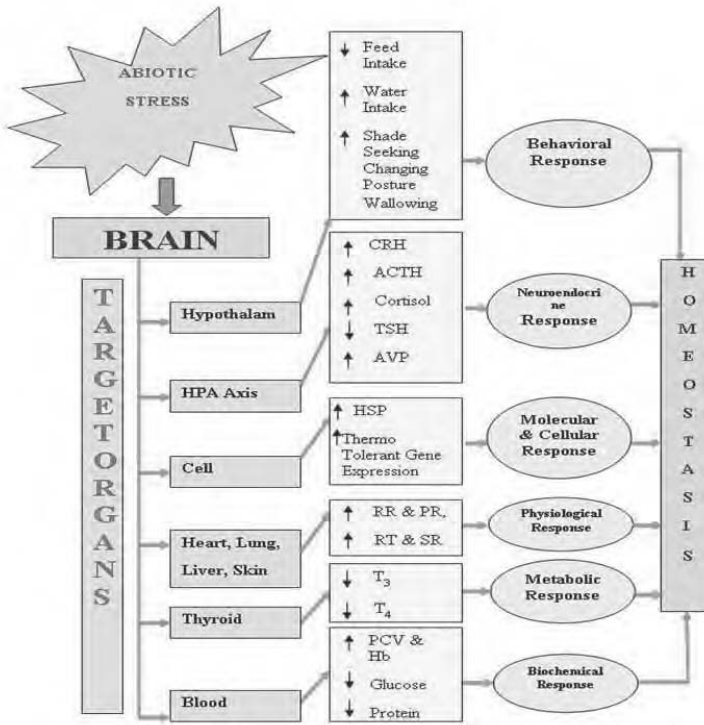 ABIOTIC
STRESS
BRAIN
TARGETORGANS
Hypothalam
HPA Axis
Cell
Heart, Lung,
Liver, Skin
Thyroid
Blood
↓ Feed
Intake
↑ Water
Intake
↑ Shade
Seeking
Changing
Posture
Wallowing
↑ CRH
↑ ACTH
↑ Cortisol
↓ TSH
↑ AVP
↑ HSP
↑ Thermo
Tolerant Gene
Expression
↑ RR & PR,
↑ RT & SR
↓ T3
↓ T4
↑ PCV &
Hb
↓ Glucose
↓ Protein
Behavioral
Response
Neuroendocri
ne
Response
Molecular
& Cellular
Response
Physiological
Response
Metabolic
Response
Biochemical
Response
HOMEOSTASIS